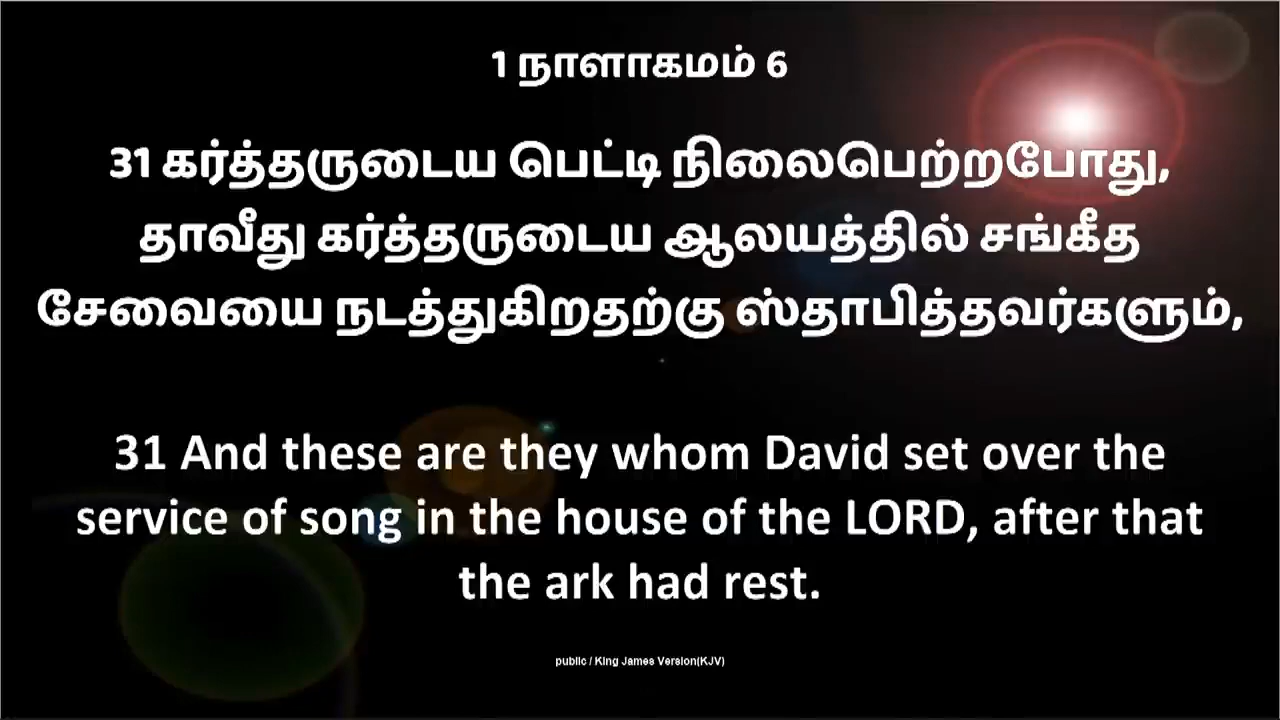 1 நாளாகமம் 6
31 கர்த்தருடைய பெட்டி நிலைபெற்றபோது,
தாவீது கர்த்தருடைய ஆலயத்தில் சங்கீத
சேவையை நடத்துகிறதற்கு ஸ்தாபித்தவர்களும்,
31 And these are they whom David set over the
service of song in the house of the LORD, after that
the ark had rest.
public / King James Version(KJV)